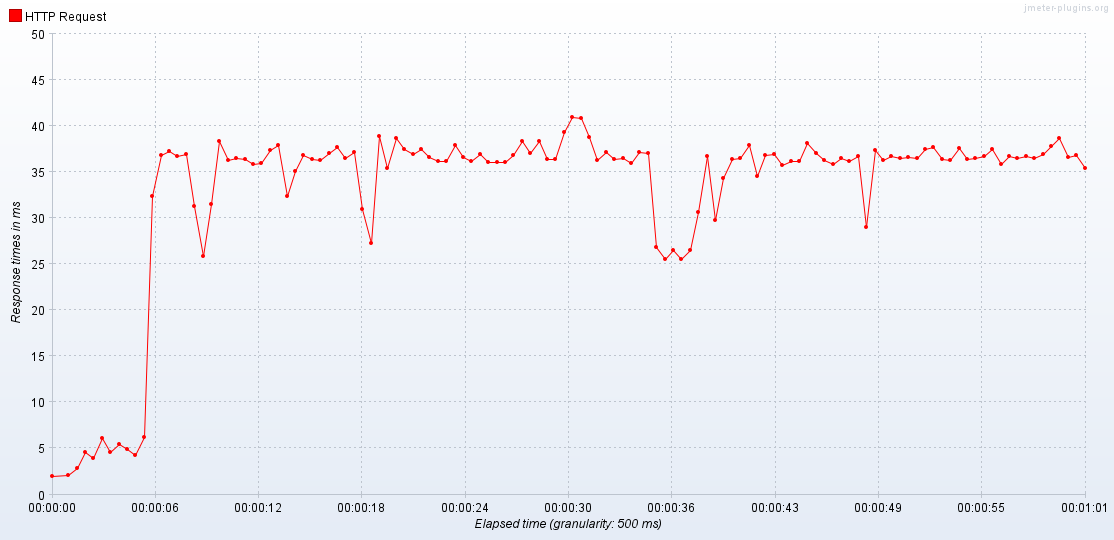 jmeter-plugins.org
HTTP Request
50
45
40
35
30
25
20
15
10
5
0
Response times in ms
00:00:00 00:00:06 00:00:12 00:00:18 00:00:24 00:00:30 00:00:36 00:00:43 00:00:49 00:00:55 00:01:01
Elapsed time (granularity: 500 ms)